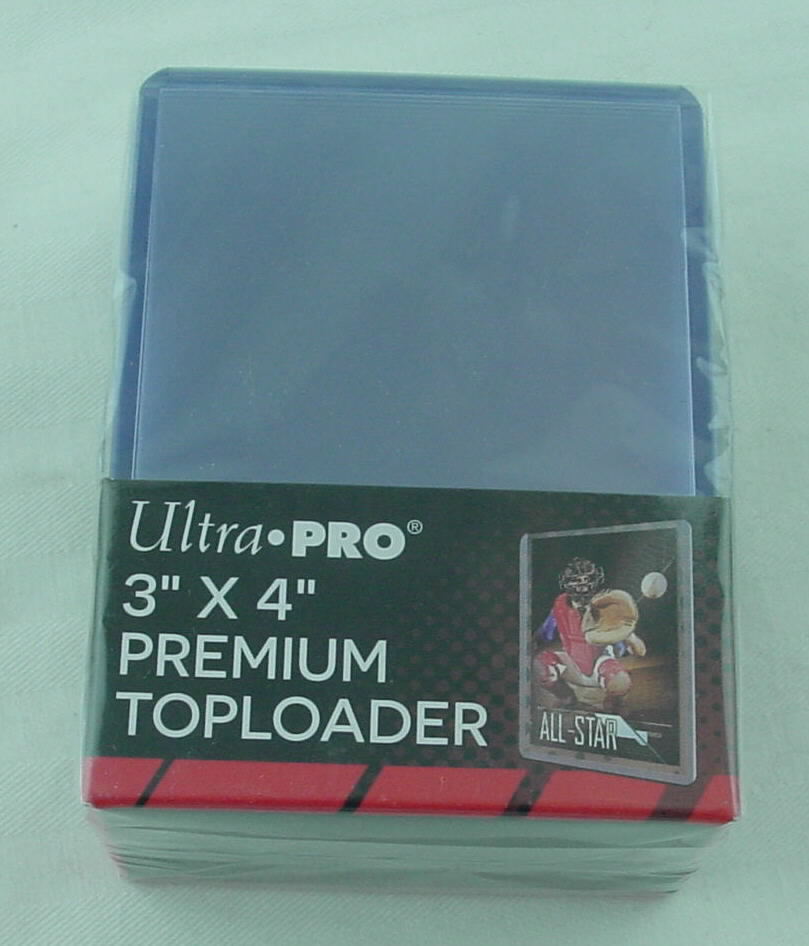 Ultra•PRO®
3" X 4"
PREMIUM
TOPLOADER
ALL-STAR